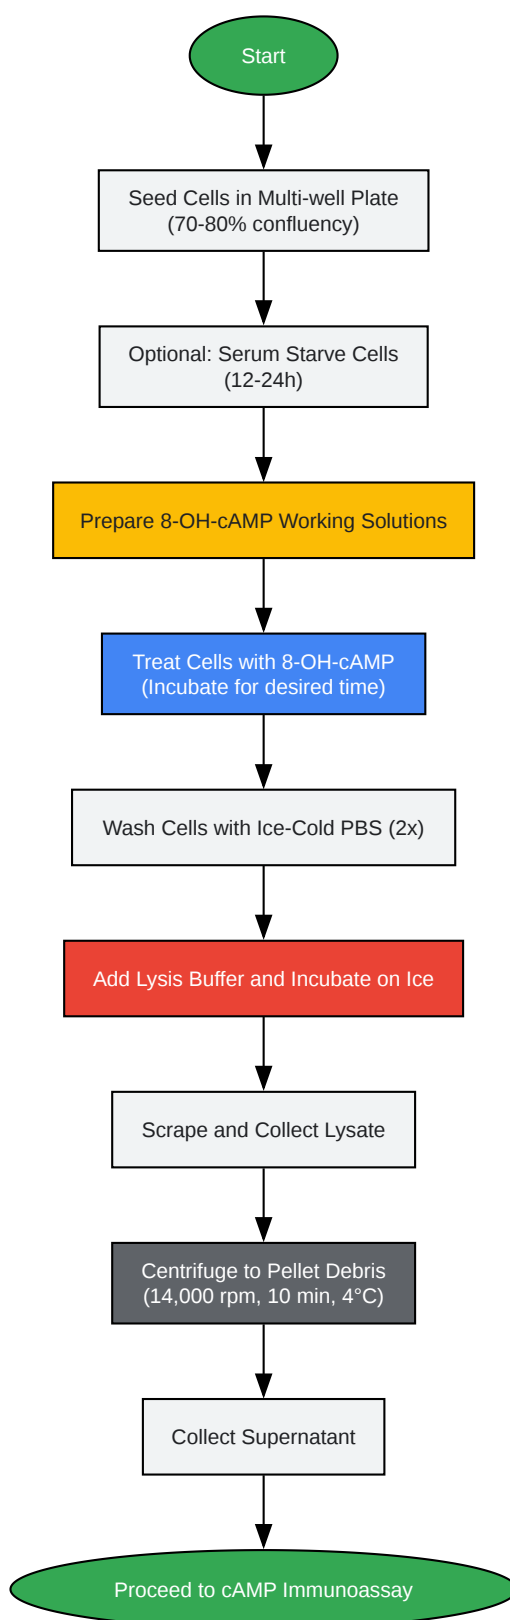 Start
Seed Cells in Multi-well Plate
(70-80% confluency)
Optional: Serum Starve Cells
(12-24h)
Prepare 8-OH-cAMP Working Solutions
Treat Cells with 8-OH-cAMP
(Incubate for desired time)
Wash Cells with Ice-Cold PBS (2x)
Add Lysis Buffer and Incubate on Ice
Scrape and Collect Lysate
Centrifuge to Pellet Debris
(14,000 rpm, 10 min, 4°C)
Collect Supernatant
Proceed to cAMP Immunoassay